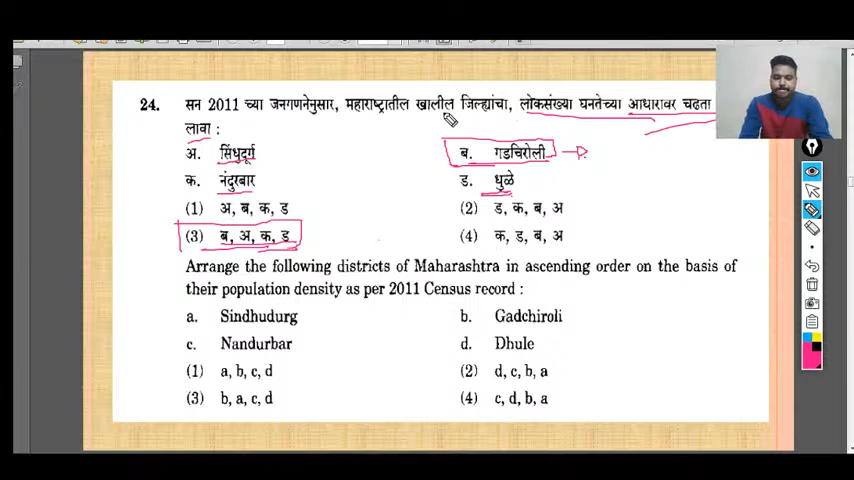 24. सन 2011 च्या जनगणनेनुसार, महाराष्ट्रातील खालील जिल्ह्यांचा, लोकसंख्या घनतेच्या आधारावर चढता
लावा :
अ. सिंधुदूर्ग ब. गडचिरोली
क. नंदुरबार ड. धुळे
(1) अ, ब, क, ड (2) ड, क, ब, अ
(3) ब, अ, क, ड (4) क, ड, ब, अ
Arrange the following districts of Maharashtra in ascending order on the basis of
their population density as per 2011 Census record :
a. Sindhudurg b. Gadchiroli
c. Nandurbar d. Dhule
(1) a, b, c, d (2) d, c, b, a
(3) b, a, c, d (4) c, d, b, a